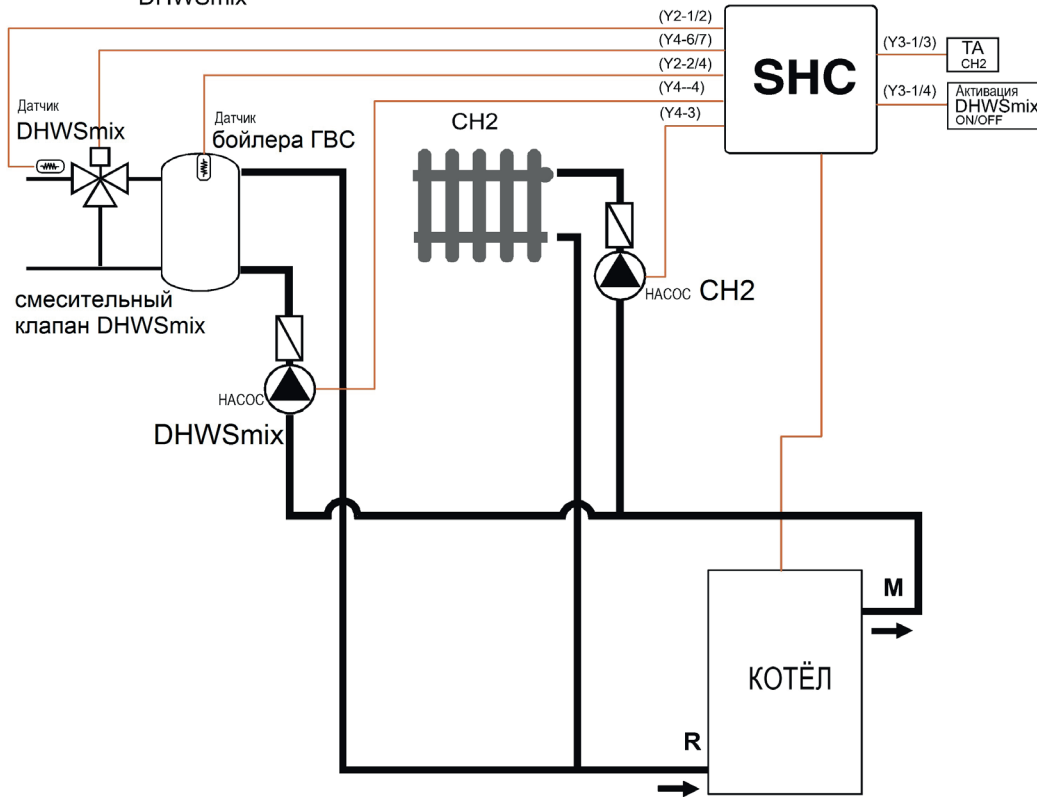 DHWSmix
(Y2-1/2)
(Y4-6/7)
(Y2-2/4)
(Y4--4)
(Y4-3)
SHC
(Y3-1/3)
TA
CH2
(Y3-1/4)
Активация
DHWSmix
ON/OFF
Датчик
DHWSmix
Датчик
бойлера ГВС
CH2
смесительный
клапан DHWSmix
НАСОС CH2
НАСОС
DHWSmix
M
КОТЁЛ
R